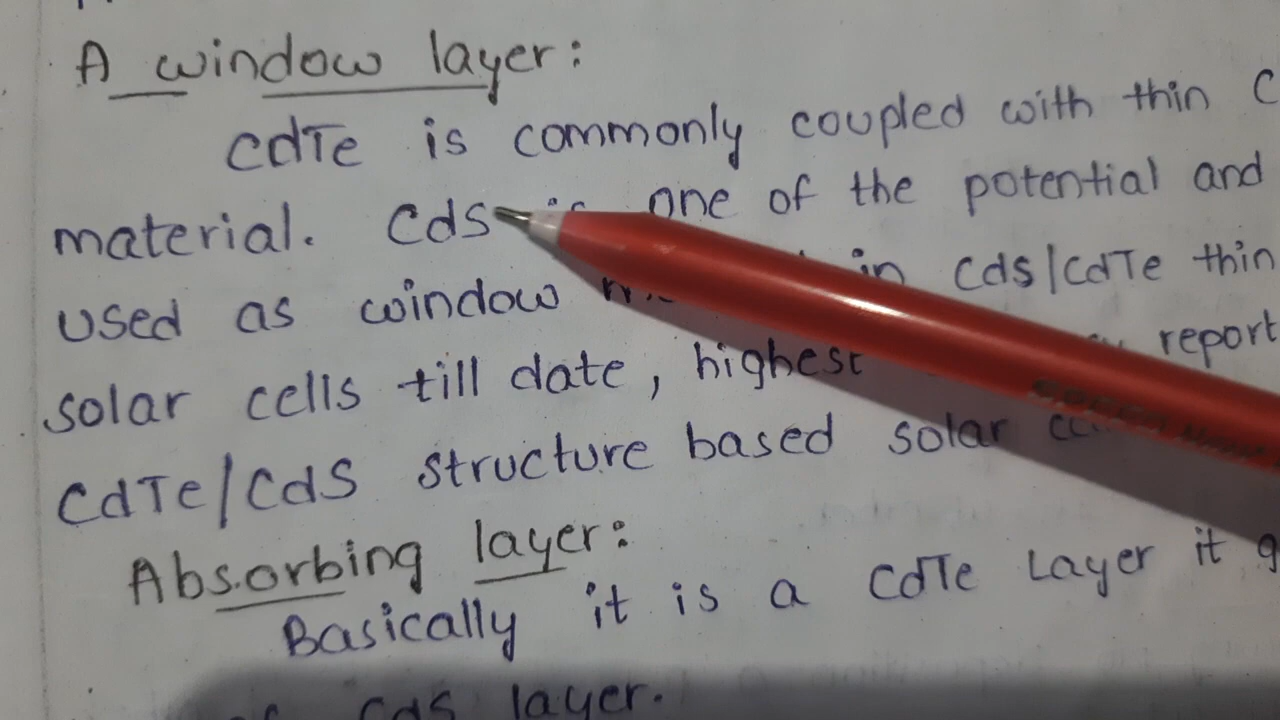 A window layer:
CdTe is commonly coupled with thin C
material. CdS is one of the potential and
used as window in Cds/CdTe thin
solar cells till date, highest report
CdTe/CdS structure based solar
Absorbing layer:
Basically it is a CdTe Layer it g
Cds layer.